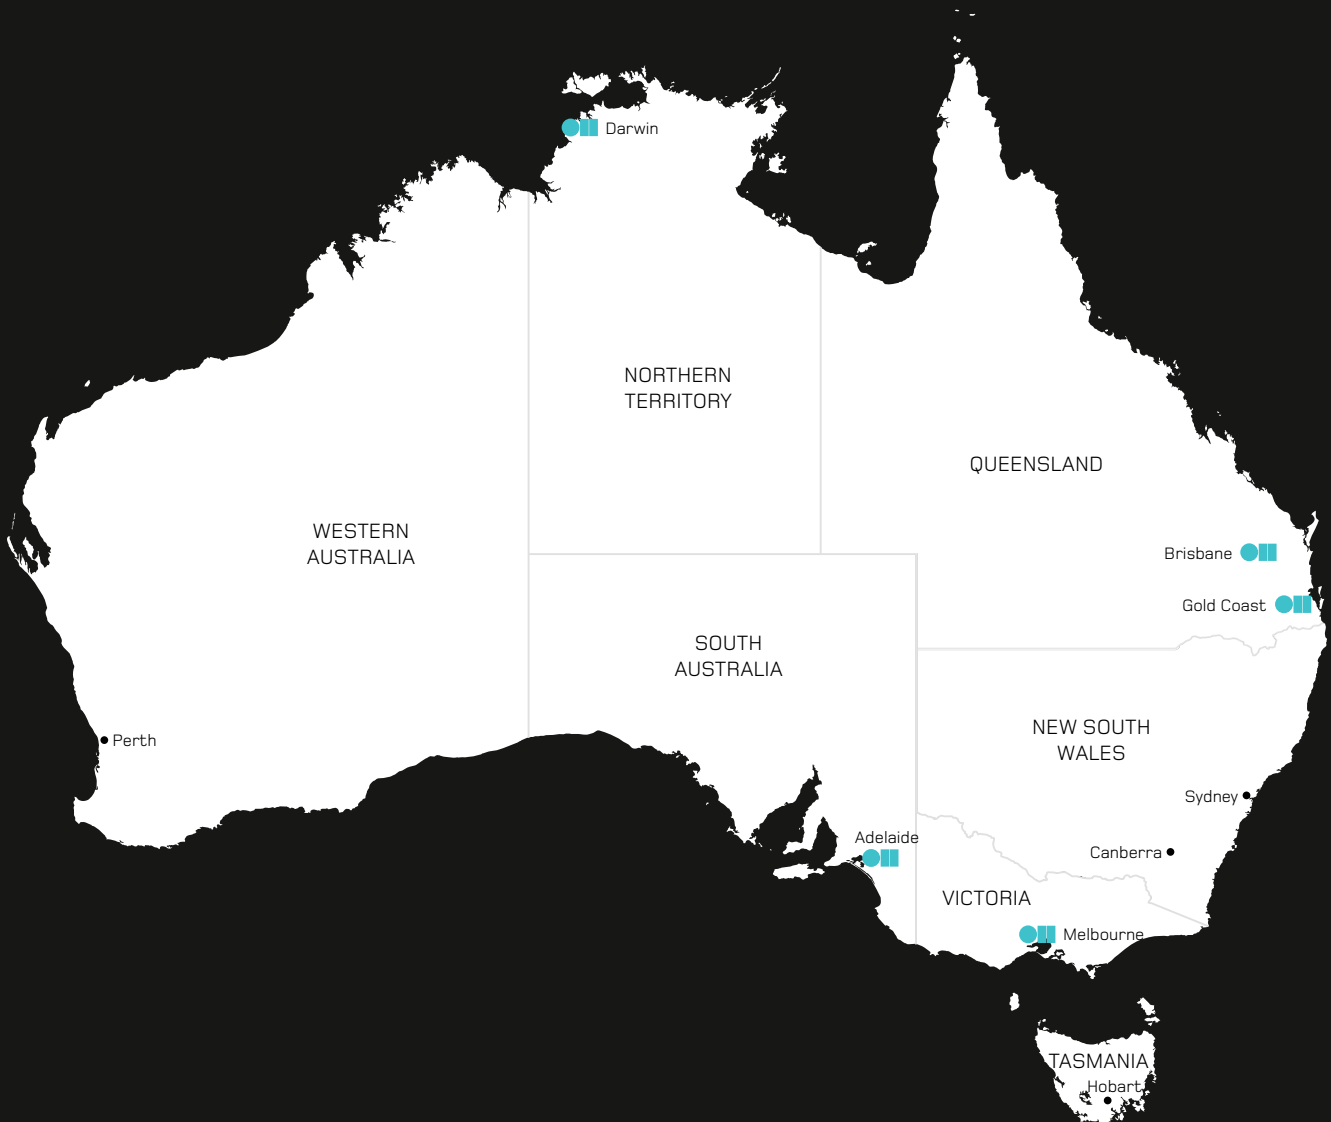 Darwin
NORTHERN
TERRITORY
QUEENSLAND
WESTERN
AUSTRALIA
Brisbane
Gold Coast
SOUTH
AUSTRALIA
NEW SOUTH
WALES
Perth
Sydney
Adelaide
Canberra
VICTORIA
Melbourne
TASMANIA
Hobart